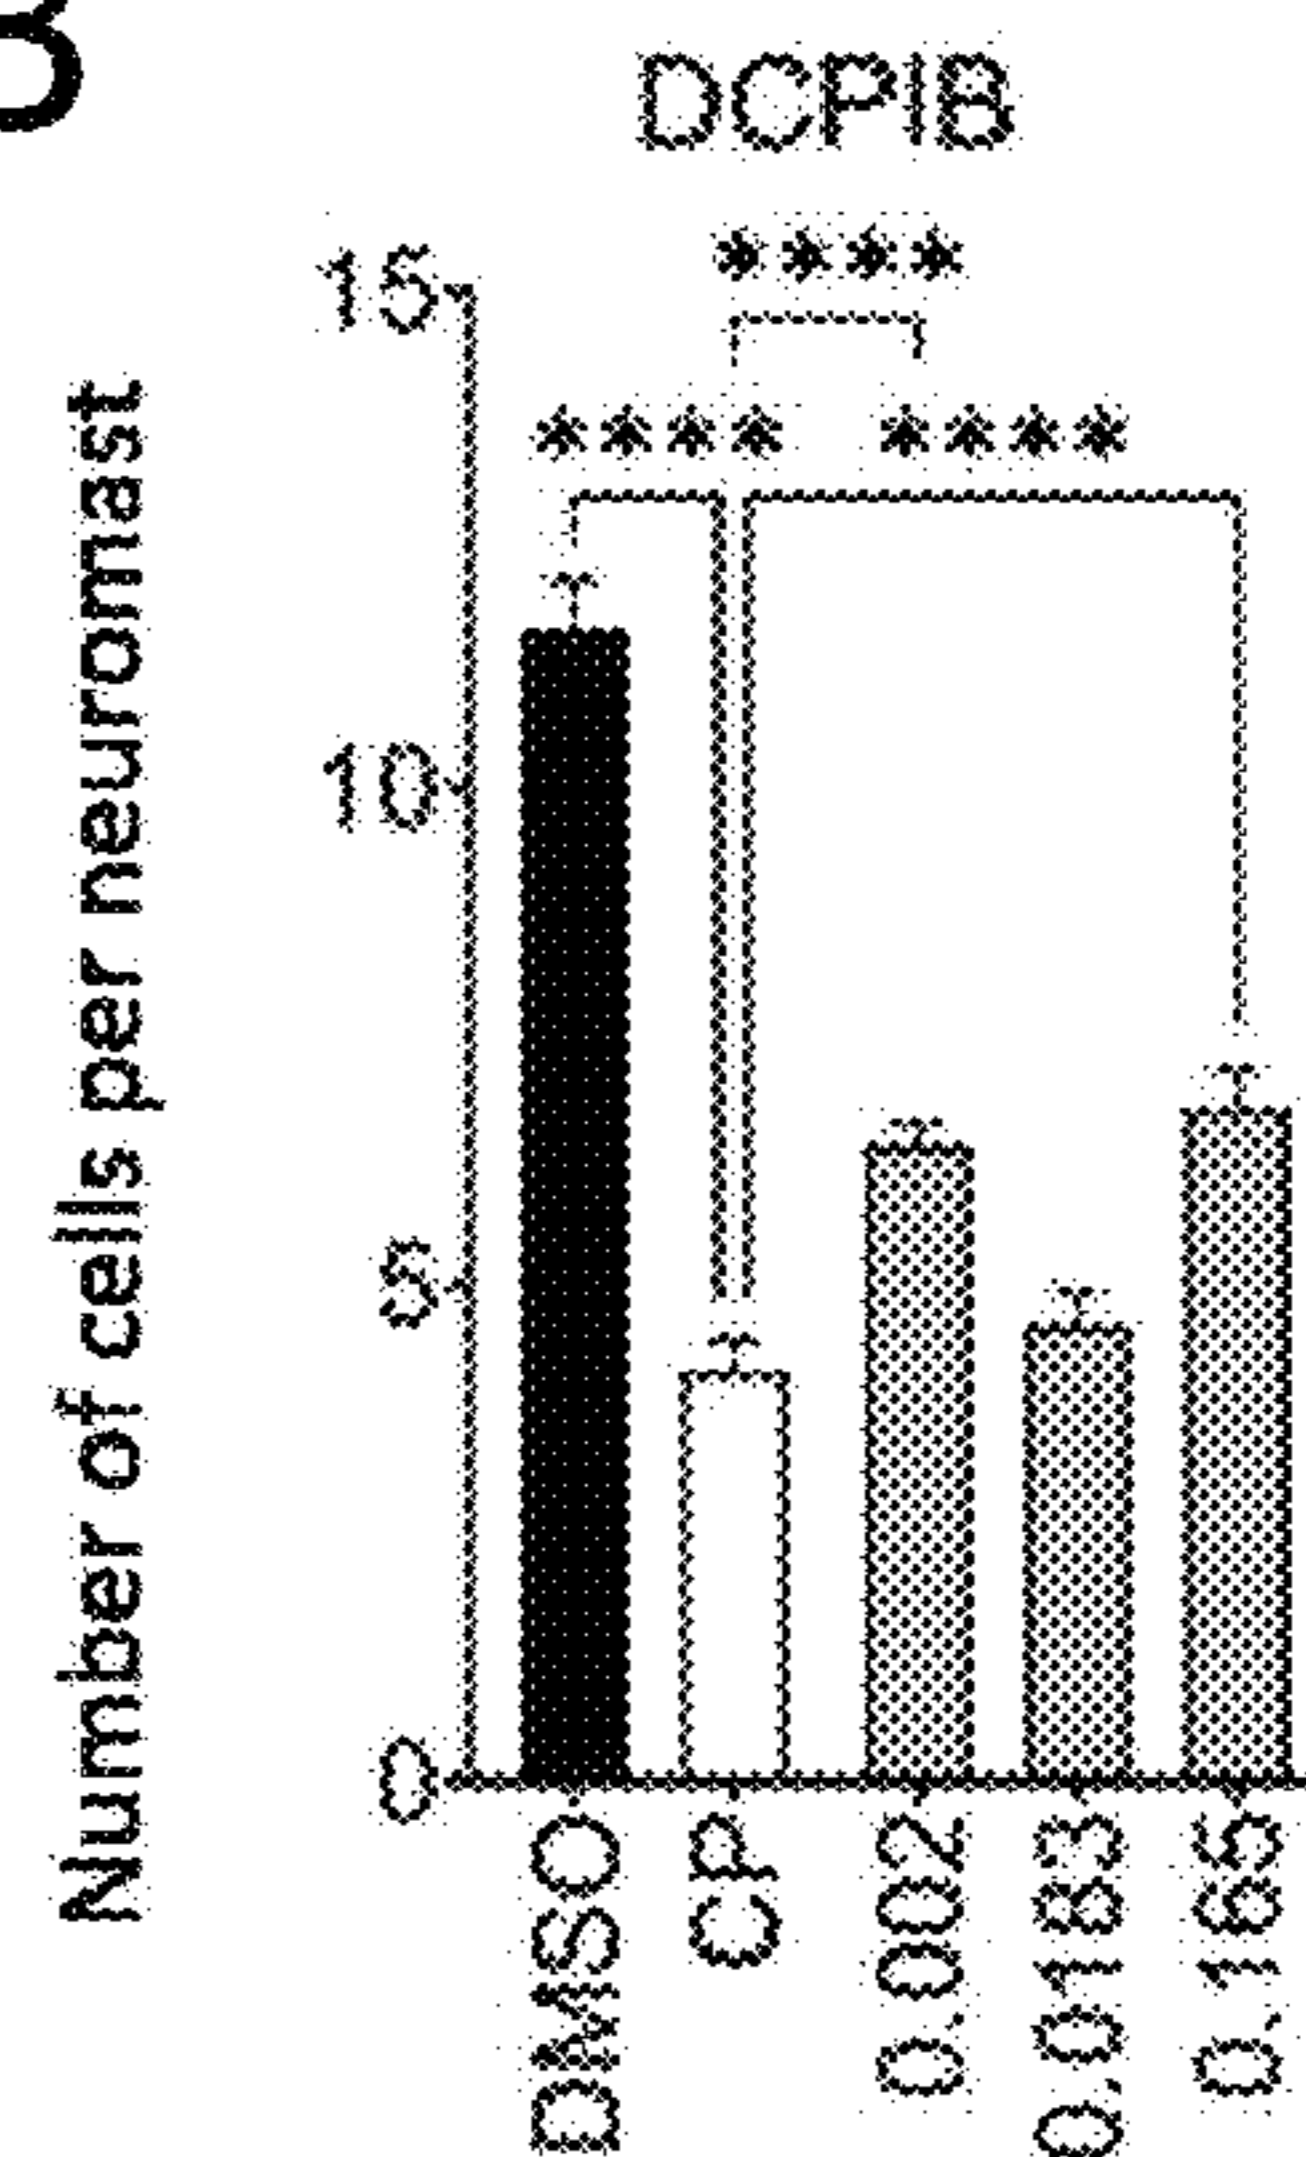 DCPIB
****
**** ****
15
10
5
0
Number of cells per neuromast
DMSO
CP
0.002
0.0183
0.165